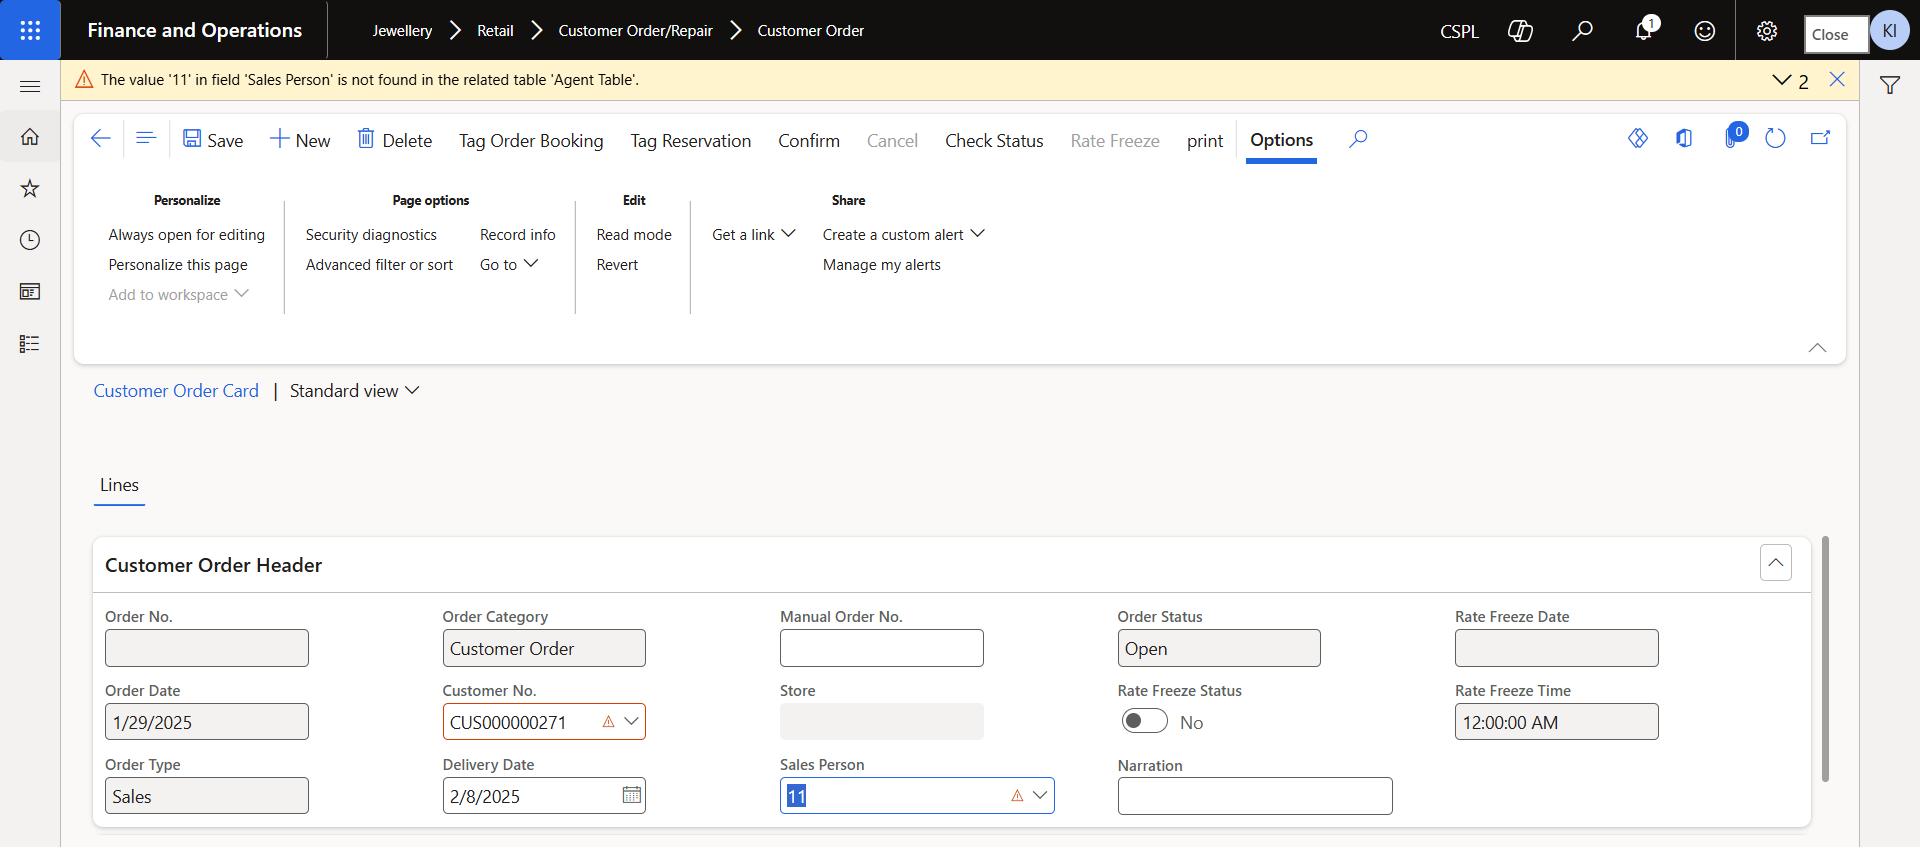 Finance and Operations
Jewellery
Retail
Customer Order/Repair
Customer Order
CSPL
1
Close
KI
The value '11' in field 'Sales Person' is not found in the related table 'Agent Table'.
2
Save
New
Delete
Tag Order Booking
Tag Reservation
Confirm
Cancel
Check Status
Rate Freeze
print
Options
0
Personalize
Always open for editing
Personalize this page
Add to workspace
Page options
Security diagnostics
Record info
Advanced filter or sort
Go to
Edit
Read mode
Revert
Share
Get a link
Create a custom alert
Manage my alerts
Customer Order Card | Standard view
Lines
Customer Order Header
Order No.
Order Category
Customer Order
Manual Order No.
Order Status
Open
Rate Freeze Date
Order Date
1/29/2025
Customer No.
CUS000000271
Store
Rate Freeze Status
No
Rate Freeze Time
12:00:00 AM
Order Type
Sales
Delivery Date
2/8/2025
Sales Person
11
Narration